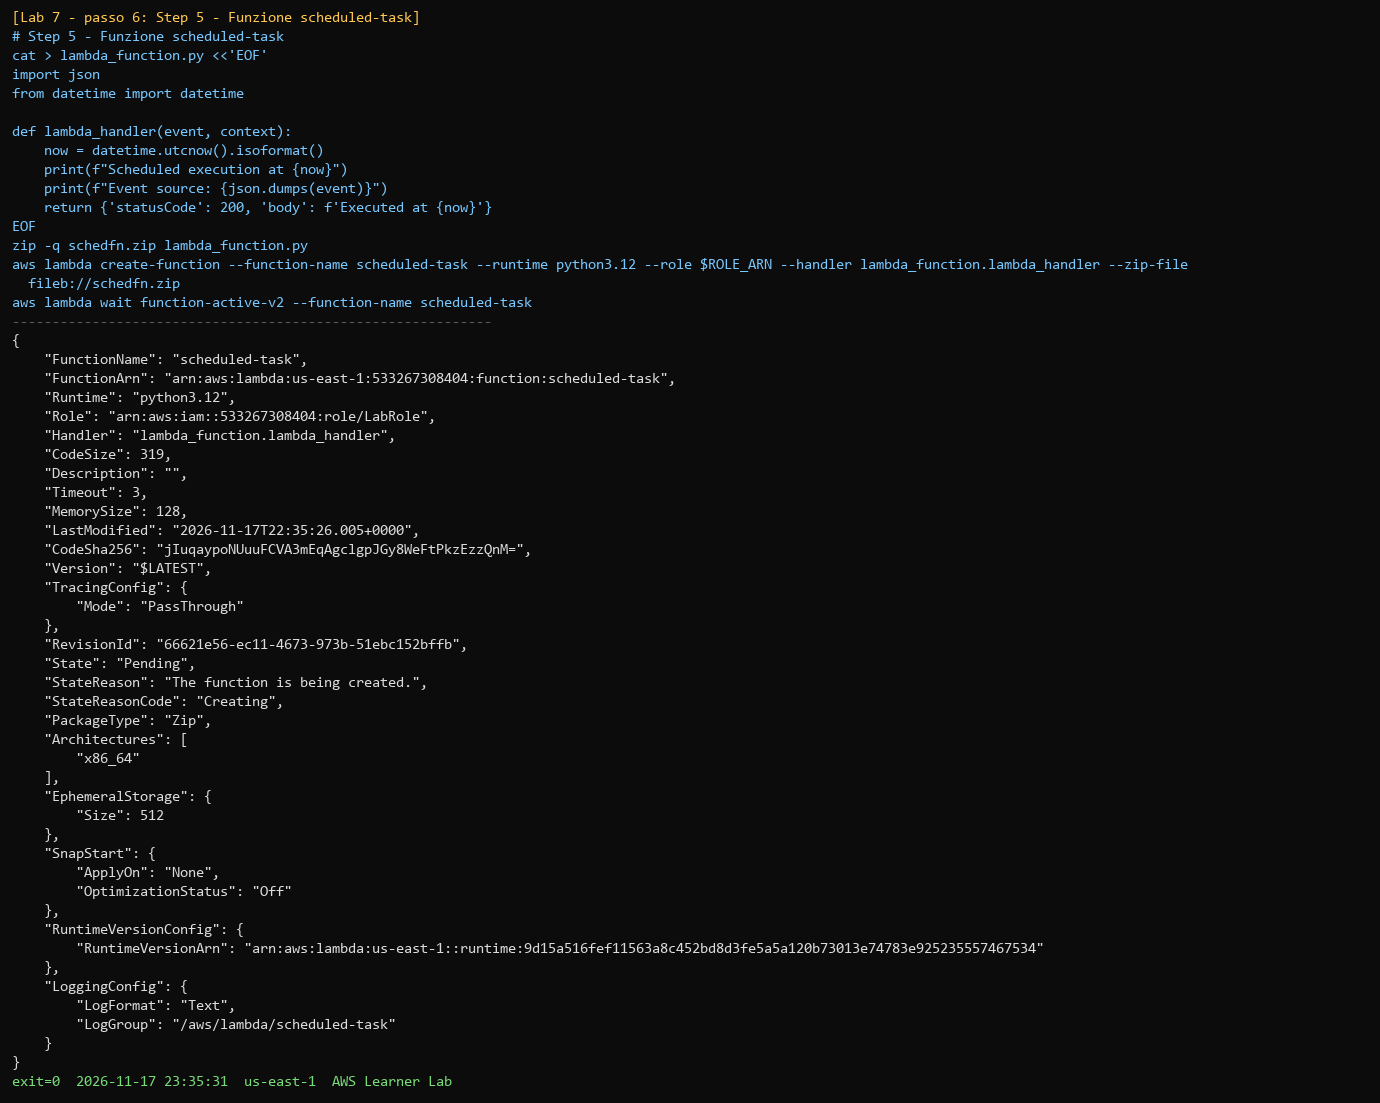 [Lab 7 - passo 6: Step 5 - Funzione scheduled-task]
# Step 5 - Funzione scheduled-task
cat > lambda_function.py <<'EOF'
import json
from datetime import datetime

def lambda_handler(event, context):
    now = datetime.utcnow().isoformat()
    print(f"Scheduled execution at {now}")
    print(f"Event source: {json.dumps(event)}")
    return {'statusCode': 200, 'body': f'Executed at {now}'}
EOF
zip -q schedfn.zip lambda_function.py
aws lambda create-function --function-name scheduled-task --runtime python3.12 --role $ROLE_ARN --handler lambda_function.lambda_handler --zip-file
  fileb://schedfn.zip
aws lambda wait function-active-v2 --function-name scheduled-task
------------------------------------------------------------
{
    "FunctionName": "scheduled-task",
    "FunctionArn": "arn:aws:lambda:us-east-1:533267308404:function:scheduled-task",
    "Runtime": "python3.12",
    "Role": "arn:aws:iam::533267308404:role/LabRole",
    "Handler": "lambda_function.lambda_handler",
    "CodeSize": 319,
    "Description": "",
    "Timeout": 3,
    "MemorySize": 128,
    "LastModified": "2026-11-17T22:35:26.005+0000",
    "CodeSha256": "jIuqaypoNUuuFCVA3mEqAgclgpJGy8WeFtPkzEzzQnM=",
    "Version": "$LATEST",
    "TracingConfig": {
        "Mode": "PassThrough"
    },
    "RevisionId": "66621e56-ec11-4673-973b-51ebc152bffb",
    "State": "Pending",
    "StateReason": "The function is being created.",
    "StateReasonCode": "Creating",
    "PackageType": "Zip",
    "Architectures": [
        "x86_64"
    ],
    "EphemeralStorage": {
        "Size": 512
    },
    "SnapStart": {
        "ApplyOn": "None",
        "OptimizationStatus": "Off"
    },
    "RuntimeVersionConfig": {
        "RuntimeVersionArn": "arn:aws:lambda:us-east-1::runtime:9d15a516fef11563a8c452bd8d3fe5a5a120b73013e74783e925235557467534"
    },
    "LoggingConfig": {
        "LogFormat": "Text",
        "LogGroup": "/aws/lambda/scheduled-task"
    }
}
exit=0  2026-11-17 23:35:31  us-east-1  AWS Learner Lab